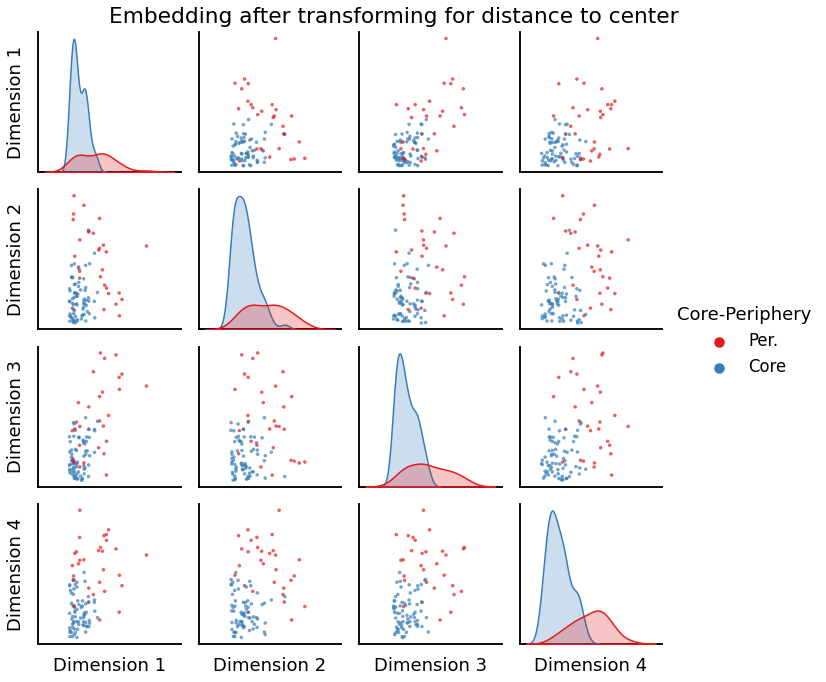 Embedding after transforming for distance to center
Dimension 1
Dimension 2
Dimension 3
Dimension 4
Dimension 1
Dimension 2
Dimension 3
Dimension 4
Core-Periphery
Per.
Core